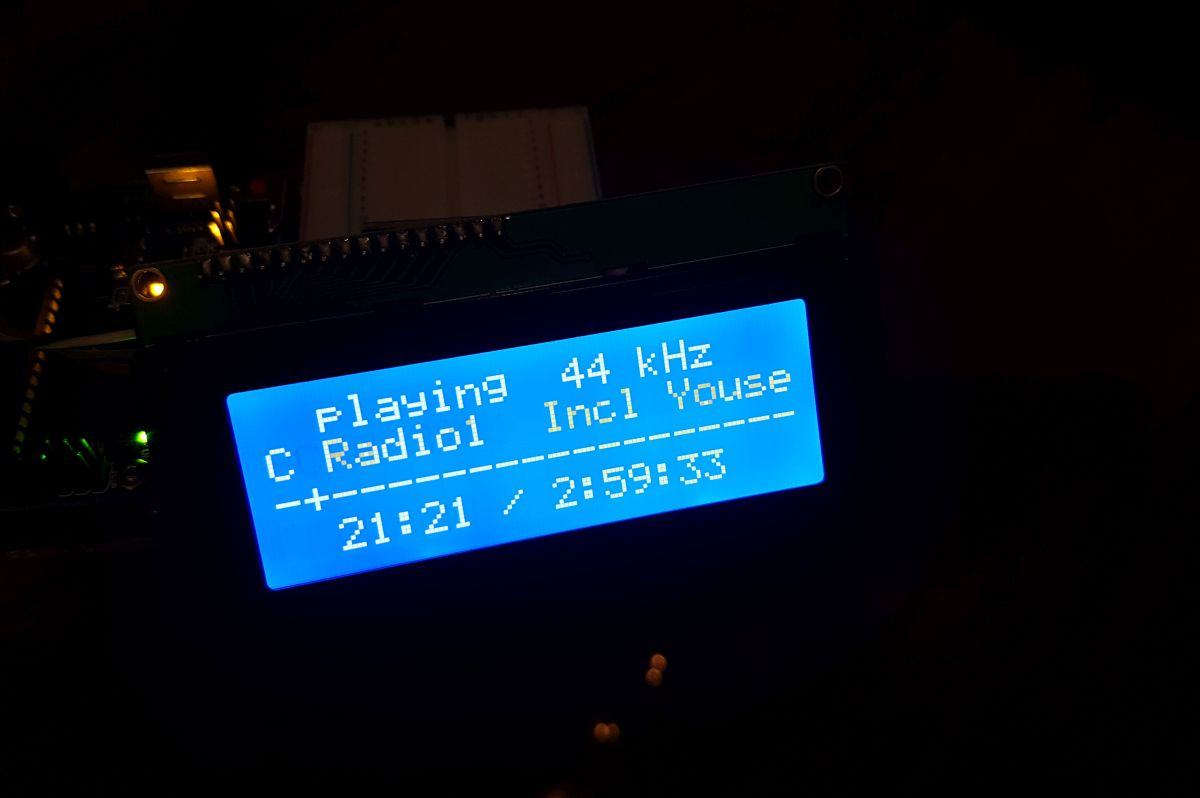 playing 44 kHz
C Radio1 Incl Youse
-+------------------
21:21 / 2:59:33